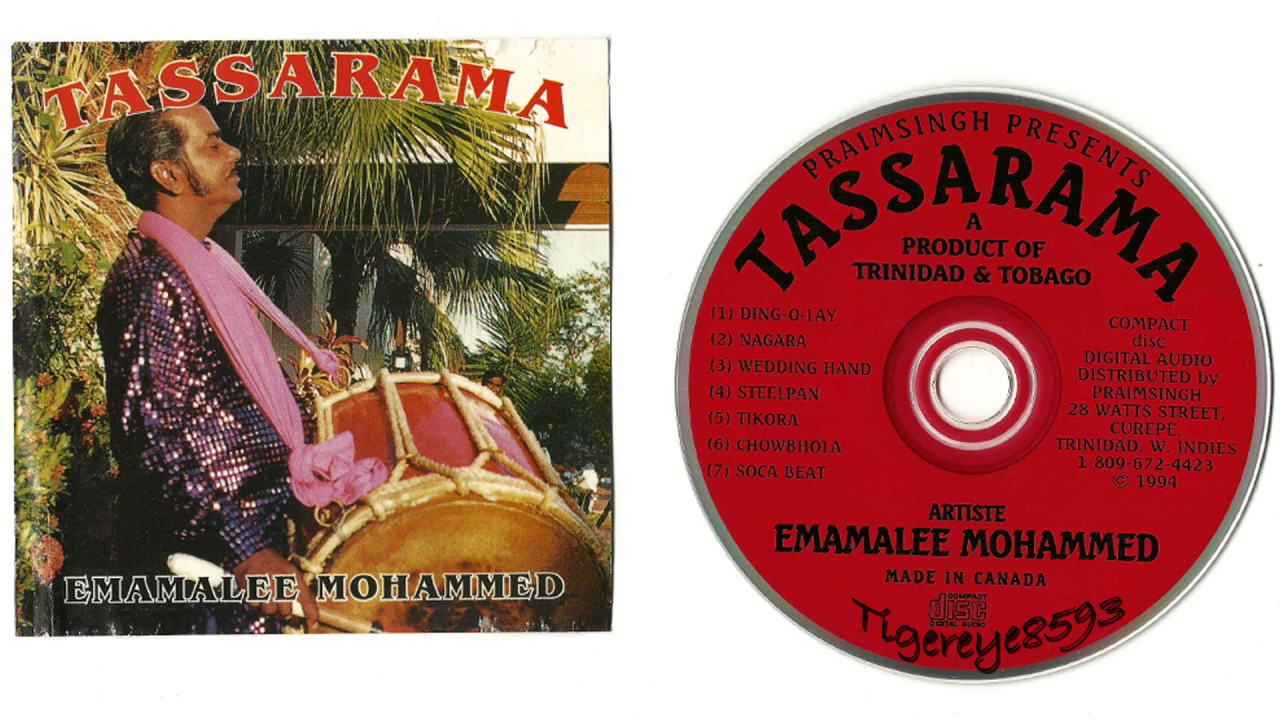 TASSARAMA
EMAMALEE MOHAMMED
PRAIMSINGH PRESENTS
TASSARAMA
A
PRODUCT OF
TRINIDAD & TOBAGO
(1) DING-O-LAY
(2) NAGARA
(3) WEDDING HAND
(4) STEELPAN
(5) TIKORA
(6) CHOWBHOLA
(7) SOCA BEAT
COMPACT
disc
DIGITAL AUDIO
DISTRIBUTED by
PRAIMSINGH
28 WATTS STREET,
CUREPE,
TRINIDAD, W. INDIES
1-809-672-4423
© 1994
ARTISTE
EMAMALEE MOHAMMED
MADE IN CANADA
COMPACT
disc
DIGITAL AUDIO
Tigereye8593